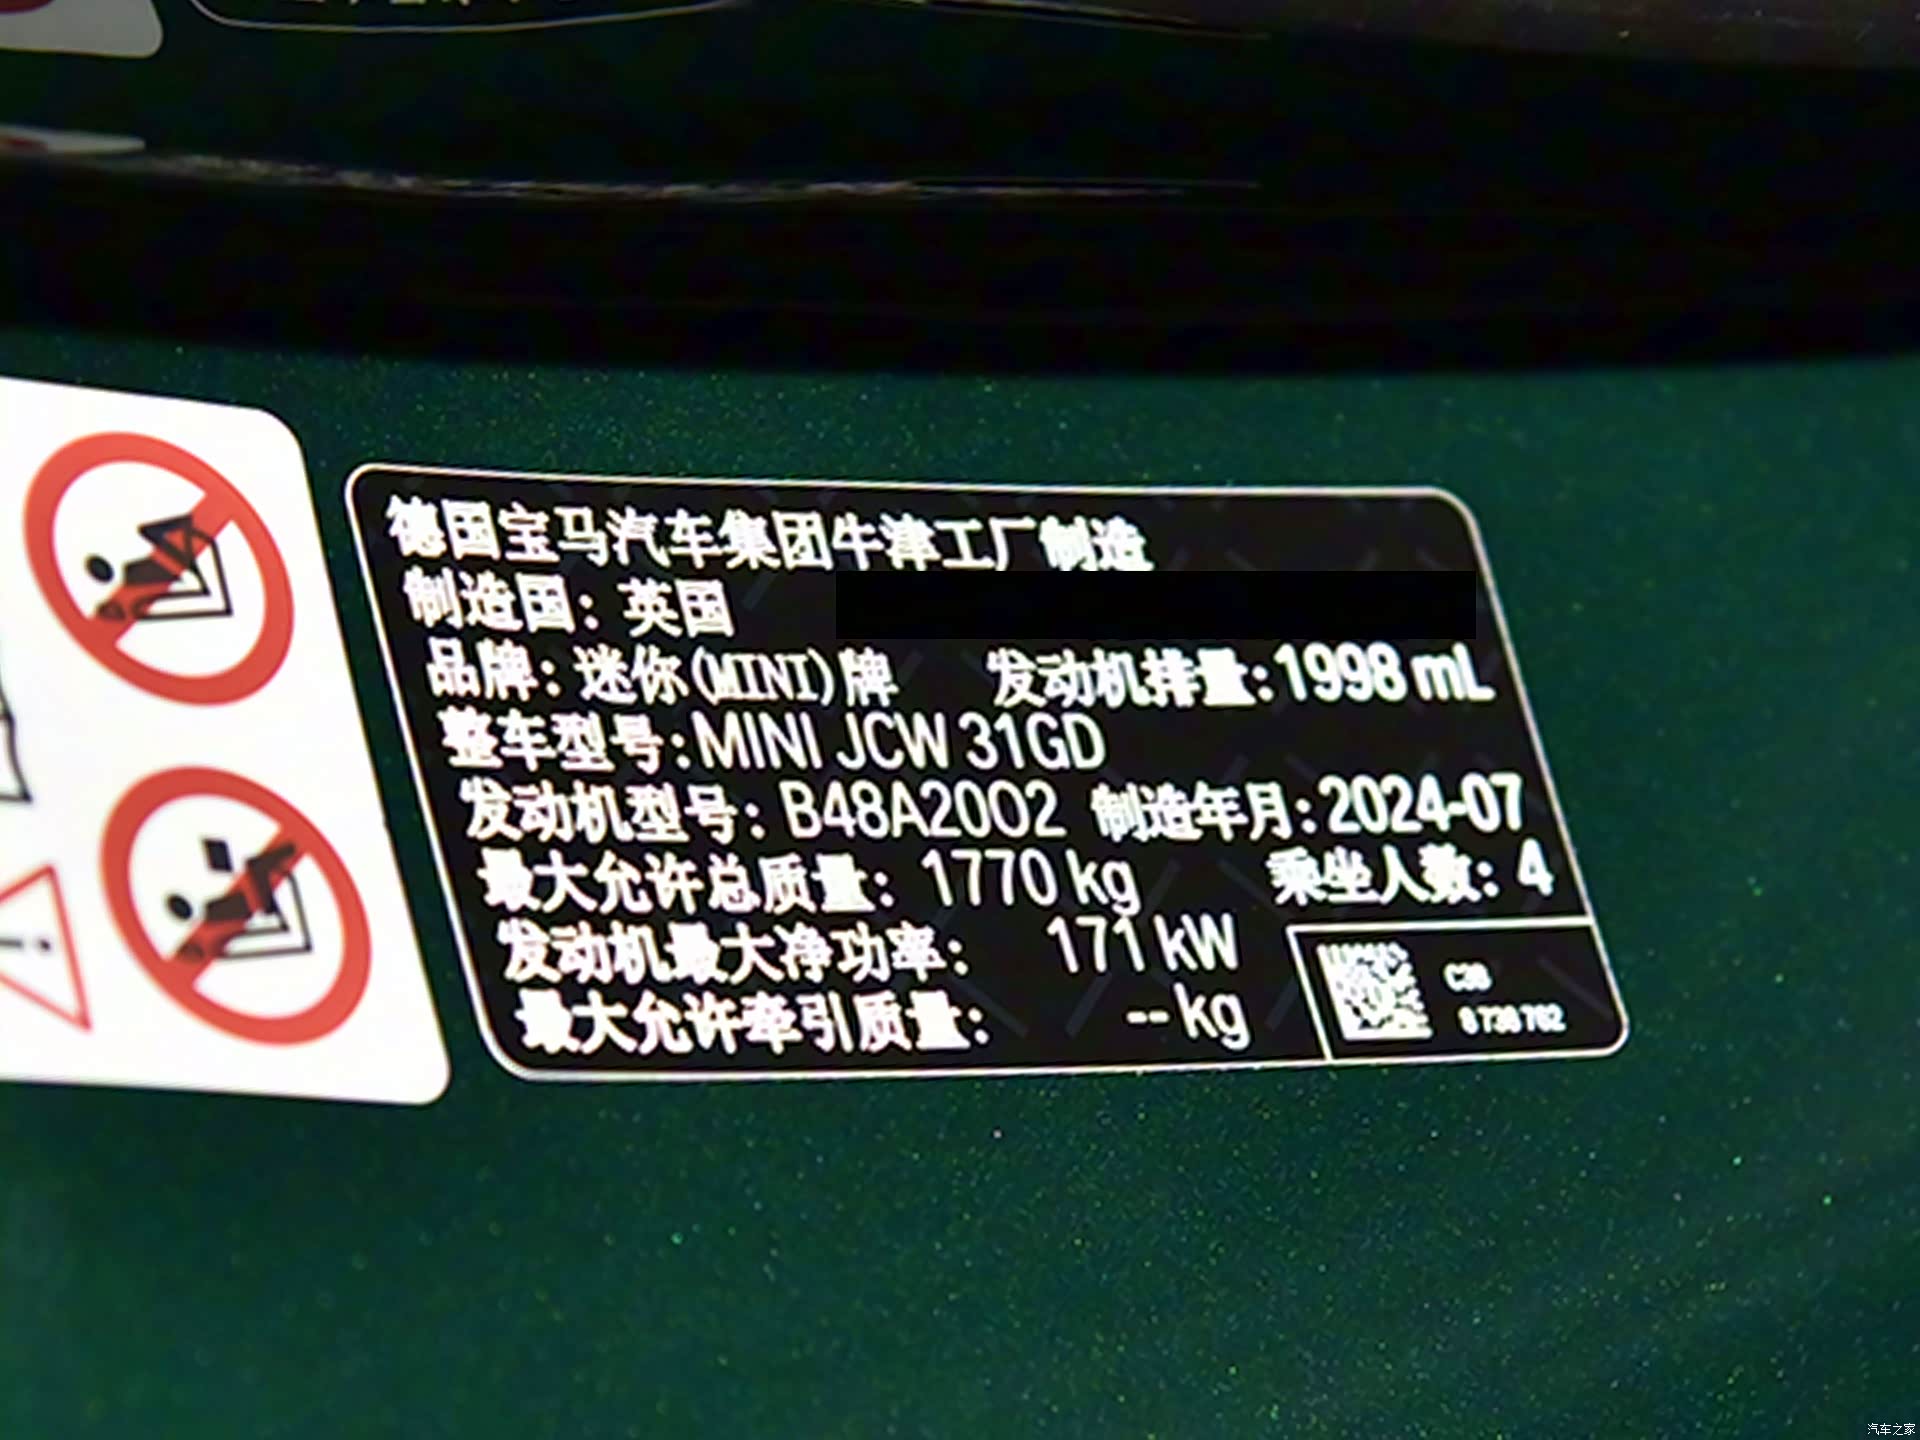 德国宝马汽车集团牛津工厂制造
制造国：英国
品牌：迷你(MINI)牌 发动机排量：1998 mL
整车型号：MINI JCW 31GD
发动机型号：B48A20O2 制造年月：2024-07
最大允许总质量：1770 kg 乘坐人数：4
发动机最大净功率：171 kW
最大允许牵引质量：-- kg
汽车之家